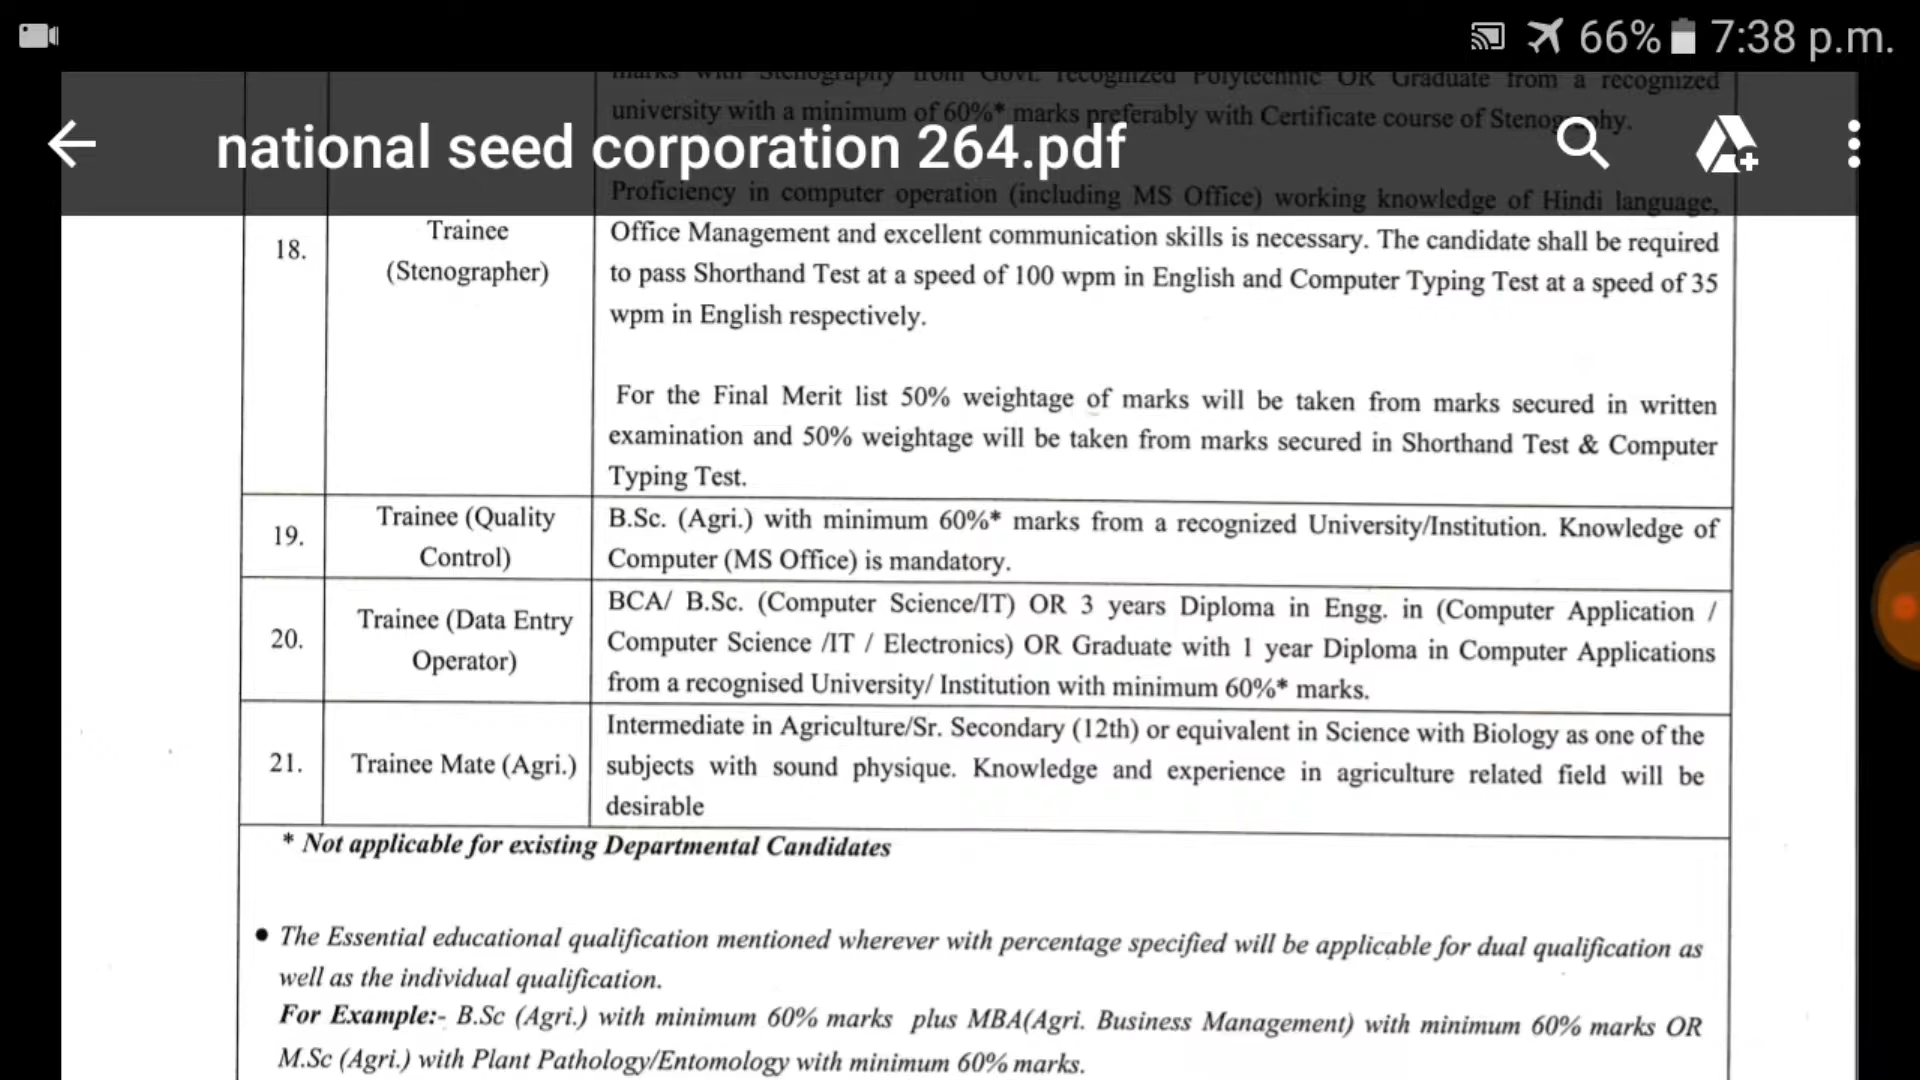 66% 7:38 p.m.
marks with Stenography from Govt. recognized Polytechnic OR Graduate from a recognized
university with a minimum of 60%* marks preferably with Certificate course of Stenography.
national seed corporation 264.pdf
Proficiency in computer operation (including MS Office) working knowledge of Hindi language,
18.
Trainee
(Stenographer)
Office Management and excellent communication skills is necessary. The candidate shall be required
to pass Shorthand Test at a speed of 100 wpm in English and Computer Typing Test at a speed of 35
wpm in English respectively.
For the Final Merit list 50% weightage of marks will be taken from marks secured in written
examination and 50% weightage will be taken from marks secured in Shorthand Test & Computer
Typing Test.
19.
Trainee (Quality
Control)
B.Sc. (Agri.) with minimum 60%* marks from a recognized University/Institution. Knowledge of
Computer (MS Office) is mandatory.
20.
Trainee (Data Entry
Operator)
BCA/ B.Sc. (Computer Science/IT) OR 3 years Diploma in Engg. in (Computer Application /
Computer Science /IT / Electronics) OR Graduate with 1 year Diploma in Computer Applications
from a recognised University/ Institution with minimum 60%* marks.
21.
Trainee Mate (Agri.)
Intermediate in Agriculture/Sr. Secondary (12th) or equivalent in Science with Biology as one of the
subjects with sound physique. Knowledge and experience in agriculture related field will be
desirable
* Not applicable for existing Departmental Candidates
• The Essential educational qualification mentioned wherever with percentage specified will be applicable for dual qualification as
well as the individual qualification.
For Example:- B.Sc (Agri.) with minimum 60% marks plus MBA(Agri. Business Management) with minimum 60% marks OR
M.Sc (Agri.) with Plant Pathology/Entomology with minimum 60% marks.